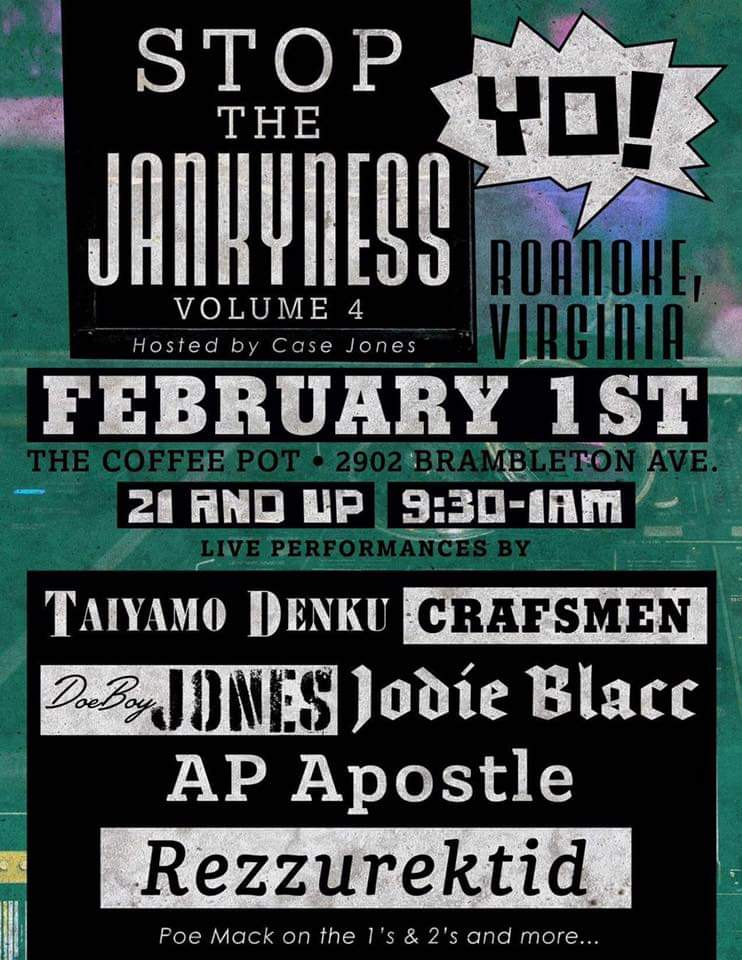 STOP
THE
JANKYNESS
VOLUME 4
Hosted by Case Jones
YO!
ROANOKE,
VIRGINIA
FEBRUARY 1ST
THE COFFEE POT • 2902 BRAMBLETON AVE.
21 AND UP 9:30-1AM
LIVE PERFORMANCES BY
TAIYAMO DENKU CRAFSMEN
DoeBoy JONES Jodie Blacc
AP Apostle
Rezzurektid
Poe Mack on the 1's & 2's and more...